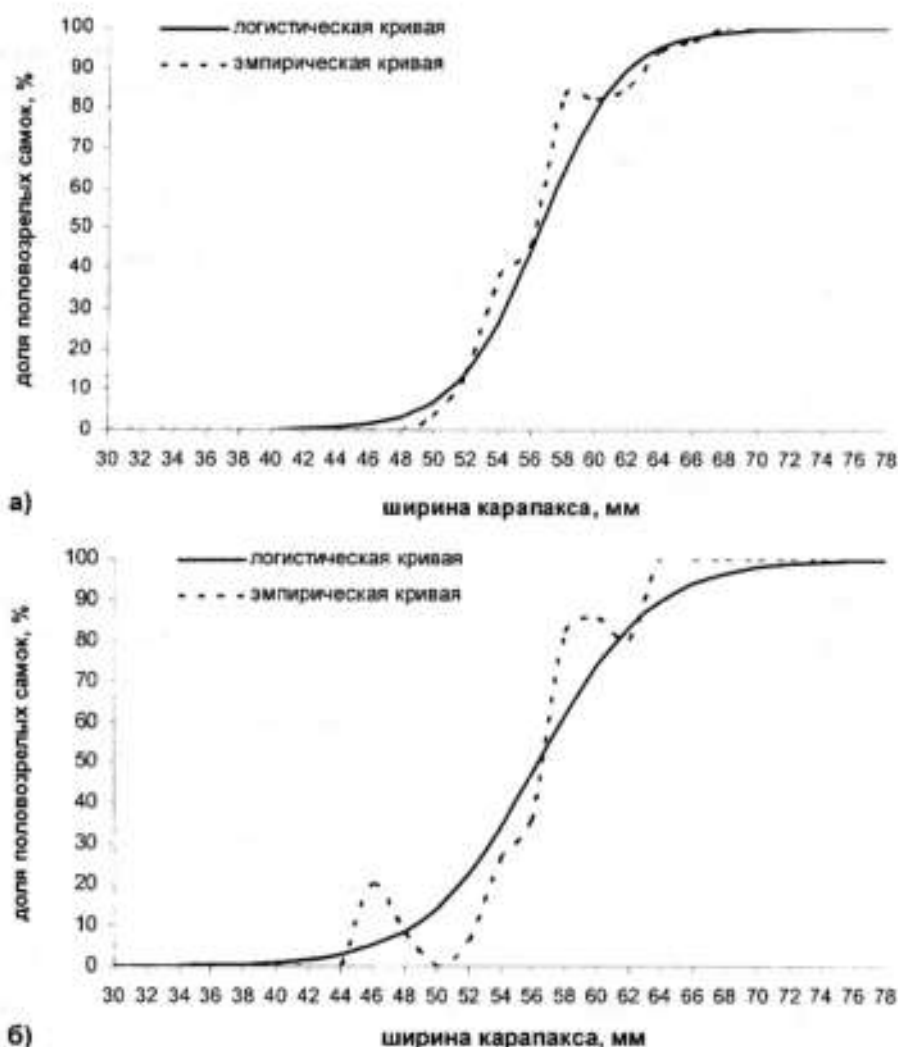 логистическая кривая
эмпирическая кривая
доля половозрелых самок, %
100
90
80
70
60
50
40
30
20
10
0
30 32 34 36 38 40 42 44 46 48 50 52 54 56 58 60 62 64 66 68 70 72 74 76 78
а)
ширина карапакса, мм
логистическая кривая
эмпирическая кривая
доля половозрелых самок, %
100
90
80
70
60
50
40
30
20
10
0
30 32 34 36 38 40 42 44 46 48 50 52 54 56 58 60 62 64 66 68 70 72 74 76 78
б)
ширина карапакса, мм